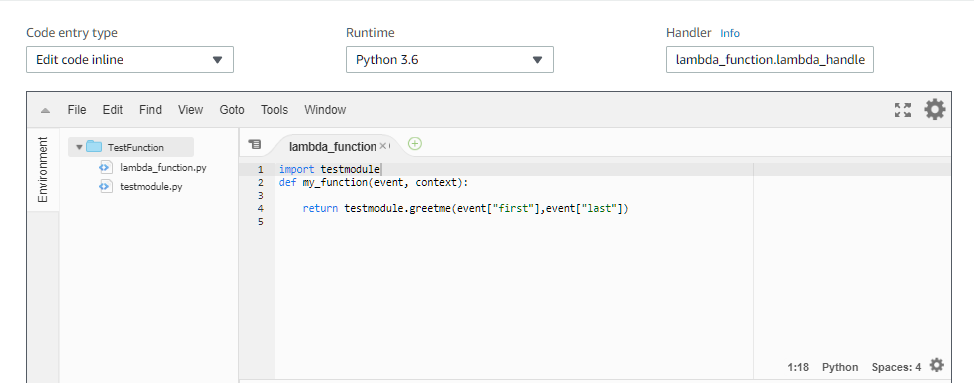 Code entry type
Runtime
Handler Info
Edit code inline
Python 3.6
lambda_function.lambda_handle
File Edit Find View Goto Tools Window
Environment
TestFunction
lambda_function.py
testmodule.py
lambda_function
1 import testmodule
2 def my_function(event, context):
3
4 return testmodule.greetme(event["first"],event["last"])
5
1:18 Python Spaces: 4